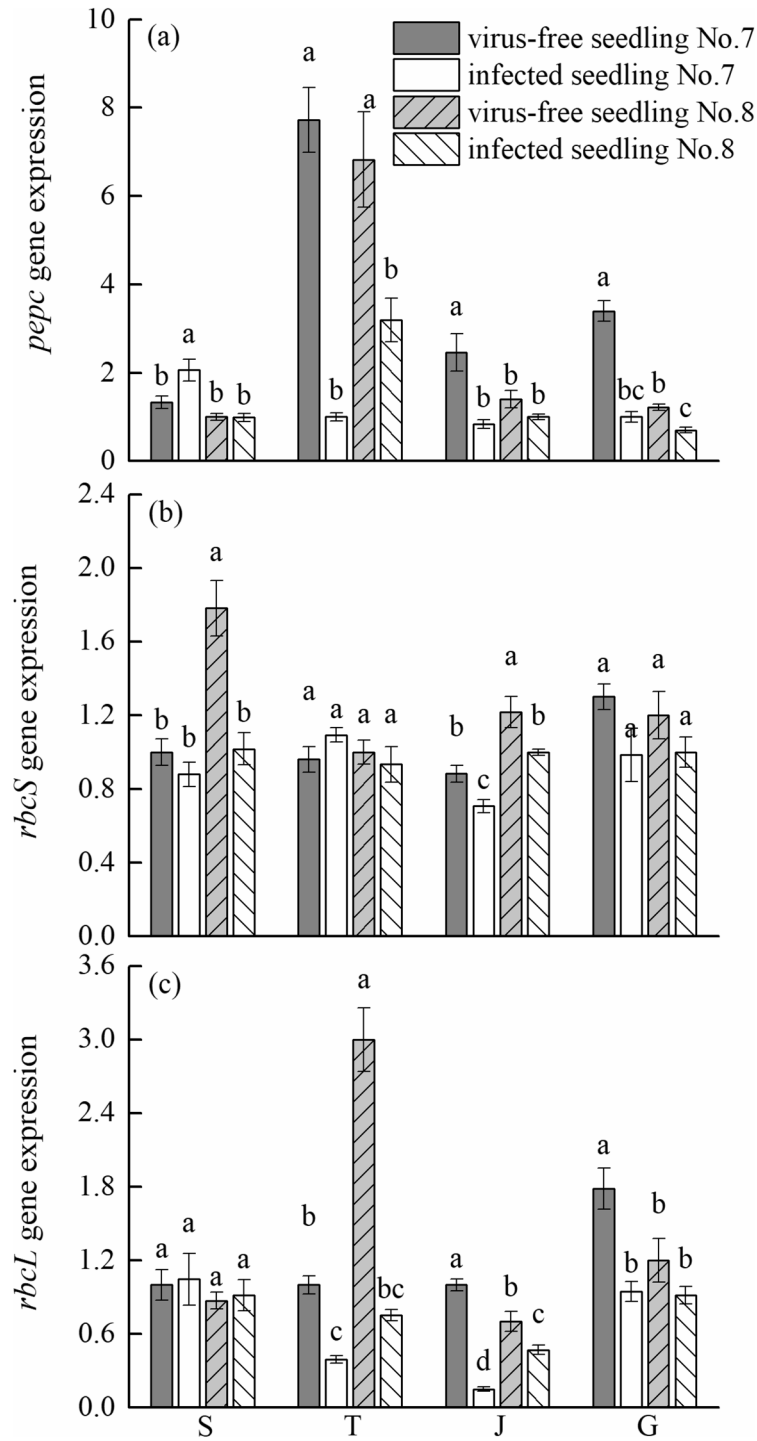 (a)
virus-free seedling No.7
infected seedling No.7
virus-free seedling No.8
infected seedling No.8
pepc gene expression
10
8
6
4
2
0
b a b b
a b a b
a b b b
a bc b c
(b)
rbcS gene expression
2.4
2.0
1.6
1.2
0.8
0.4
0.0
b b a b
a a a a
b c a b
a a a a
(c)
rbcL gene expression
3.6
3.0
2.4
1.8
1.2
0.6
0.0
a a a a
b c a bc
a d b c
a b b b
S T J G